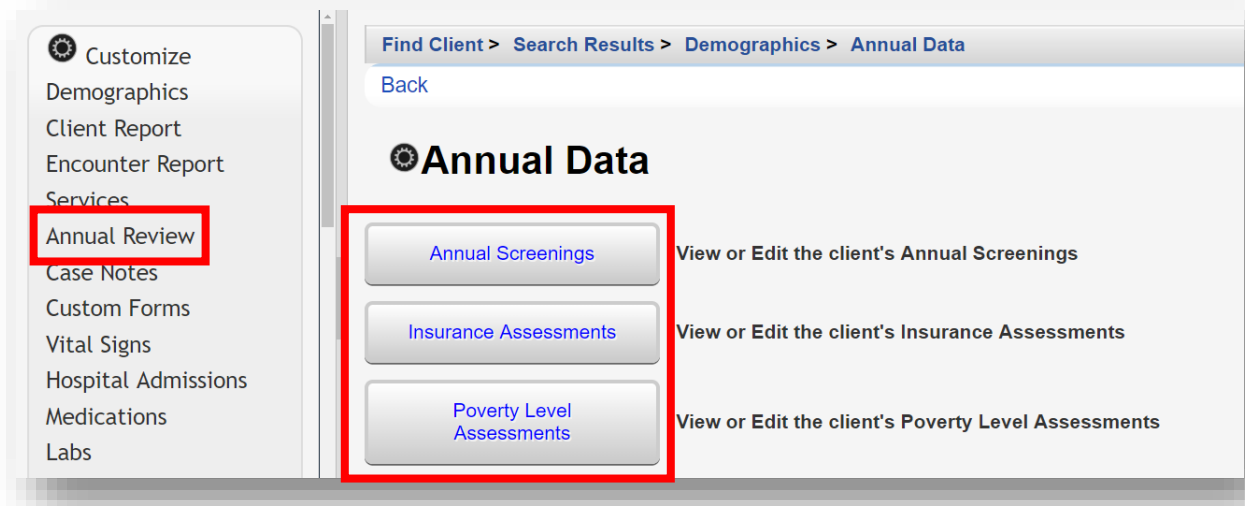 Customize
Demographics
Client Report
Encounter Report
Services
Annual Review
Case Notes
Custom Forms
Vital Signs
Hospital Admissions
Medications
Labs
Find Client > Search Results > Demographics > Annual Data
Back
Annual Data
Annual Screenings
View or Edit the client's Annual Screenings
Insurance Assessments
View or Edit the client's Insurance Assessments
Poverty Level
Assessments
View or Edit the client's Poverty Level Assessments